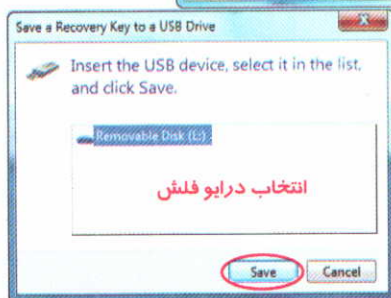 Save a Recovery Key to a USB Drive
Insert the USB device, select it in the list,
and click Save.
Removable Disk (L:)
انتخاب درایو فلش
Save
Cancel